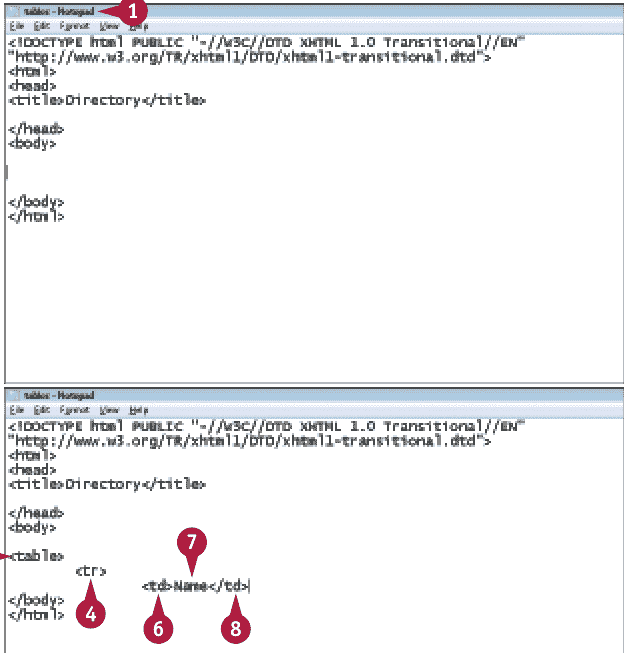 1
tables - Notepad
File Edit Format View Help
<!DOCTYPE html PUBLIC "-//W3C//DTD XHTML 1.0 Transitional//EN"
"http://www.w3.org/TR/xhtml1/DTD/xhtml1-transitional.dtd">
<html>
<head>
<title>Directory</title>
</head>
<body>
</body>
</html>
tables - Notepad
File Edit Format View Help
<!DOCTYPE html PUBLIC "-//W3C//DTD XHTML 1.0 Transitional//EN"
"http://www.w3.org/TR/xhtml1/DTD/xhtml1-transitional.dtd">
<html>
<head>
<title>Directory</title>
</head>
<body>
7
<table>
<tr>
<td>Name</td>
</body>
</html>
4
6
8